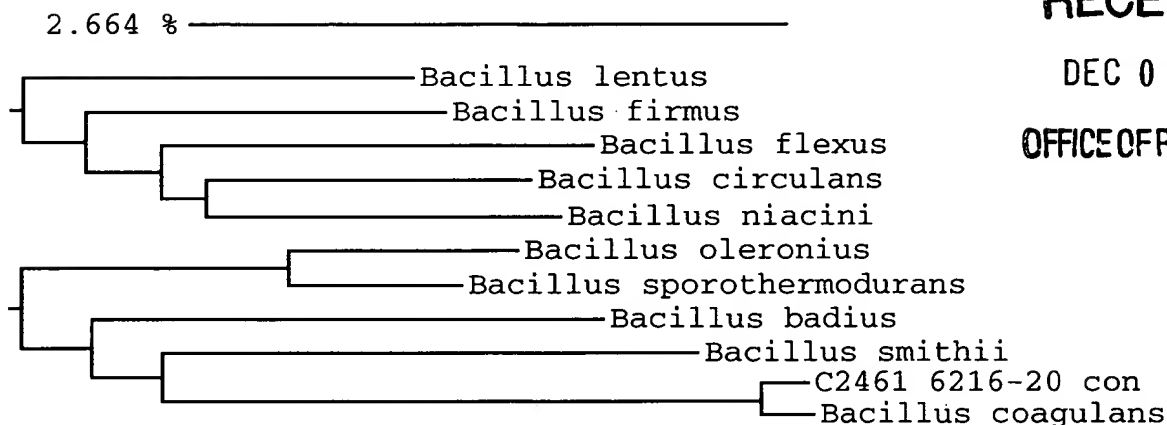 RECE
2.664 %
DEC 0
Bacillus lentus
Bacillus firmus
OFFICE OF P
Bacillus flexus
Bacillus circulans
Bacillus niacini
Bacillus oleronius
Bacillus sporothermodurans
Bacillus badius
Bacillus smithii
C2461 6216-20 con
Bacillus coagulans